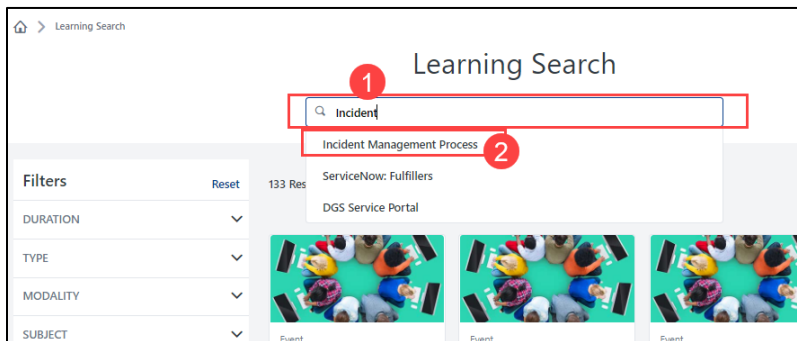 Learning Search
Learning Search
1
Incident
Incident Management Process
2
ServiceNow: Fulfillers
DGS Service Portal
Filters
Reset
133 Res
DURATION
TYPE
MODALITY
SUBJECT
Event
Event
Event